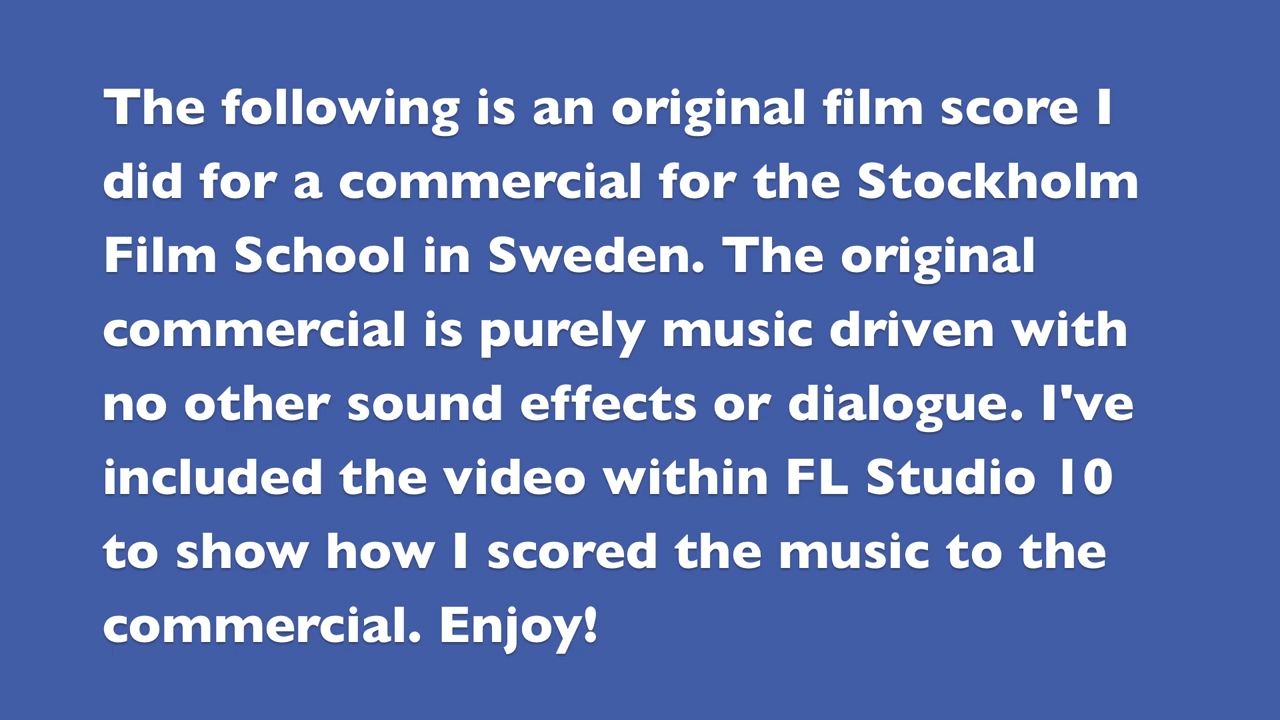 The following is an original film score I
did for a commercial for the Stockholm
Film School in Sweden. The original
commercial is purely music driven with
no other sound effects or dialogue. I've
included the video within FL Studio 10
to show how I scored the music to the
commercial. Enjoy!